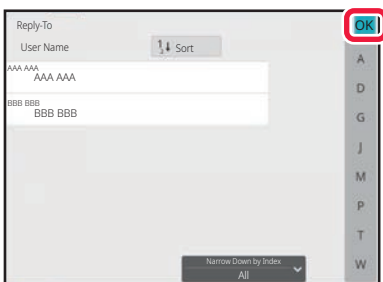 Reply-To
OK
User Name
Sort
A
AAA AAA
AAA AAA
D
BBB BBB
BBB BBB
G
J
M
P
T
Narrow Down by Index
All
W